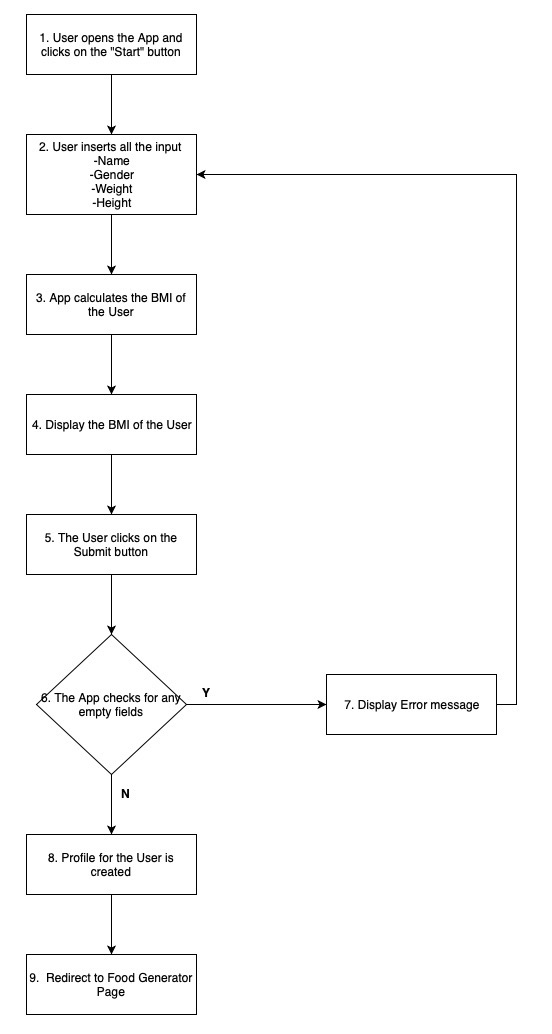 1. User opens the App and
clicks on the "Start" button
2. User inserts all the input
-Name
-Gender
-Weight
-Height
3. App calculates the BMI of
the User
4. Display the BMI of the User
5. The User clicks on the
Submit button
6. The App checks for any
empty fields
Y
7. Display Error message
N
8. Profile for the User is
created
9. Redirect to Food Generator
Page